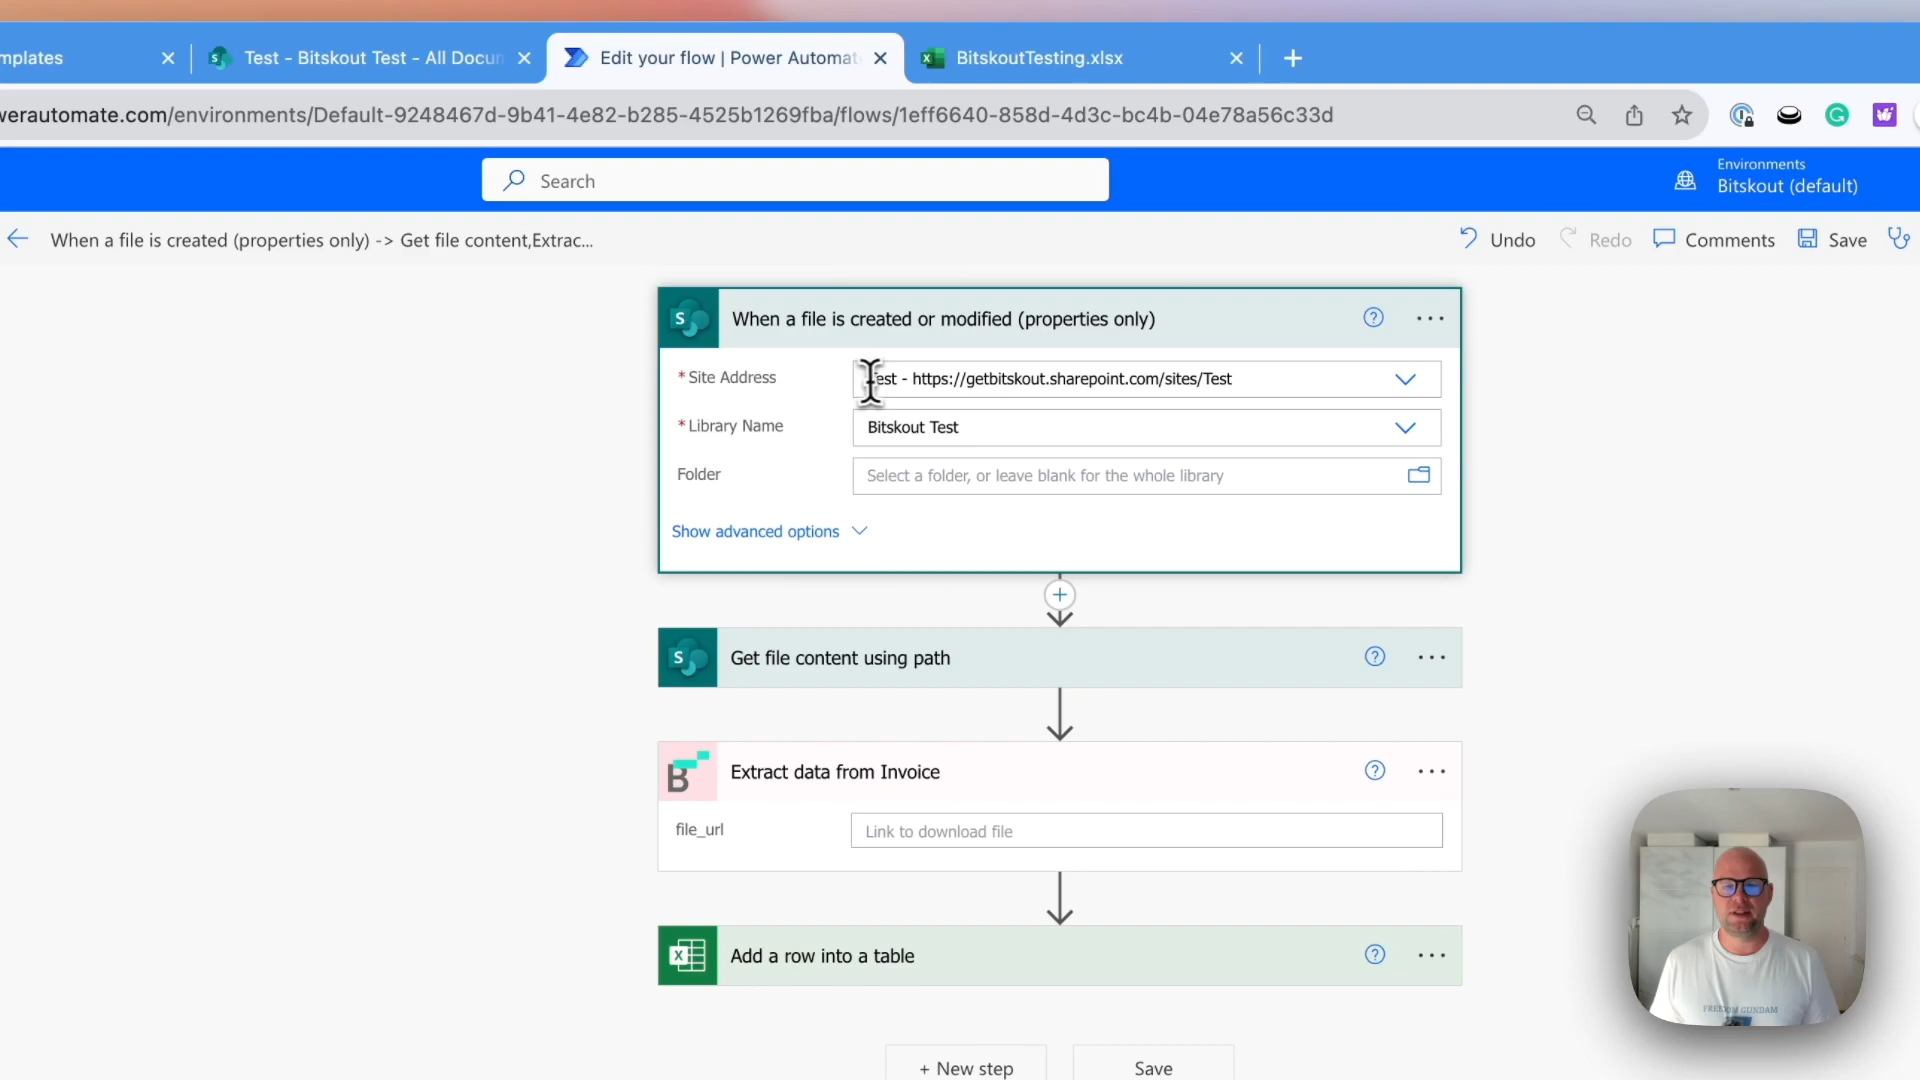 mplates
Test - Bitskout Test - All Docun
Edit your flow | Power Automat
BitskoutTesting.xlsx
werautomate.com/environments/Default-9248467d-9b41-4e82-b285-4525b1269fba/flows/1eff6640-858d-4d3c-bc4b-04e78a56c33d
Search
Environments
Bitskout (default)
When a file is created (properties only) -> Get file content,Extrac...
Undo
Redo
Comments
Save
When a file is created or modified (properties only)
* Site Address
Test - https://getbitskout.sharepoint.com/sites/Test
* Library Name
Bitskout Test
Folder
Select a folder, or leave blank for the whole library
Show advanced options
Get file content using path
Extract data from Invoice
file_url
Link to download file
Add a row into a table
+ New step
Save
FREEDOM GUNDAM